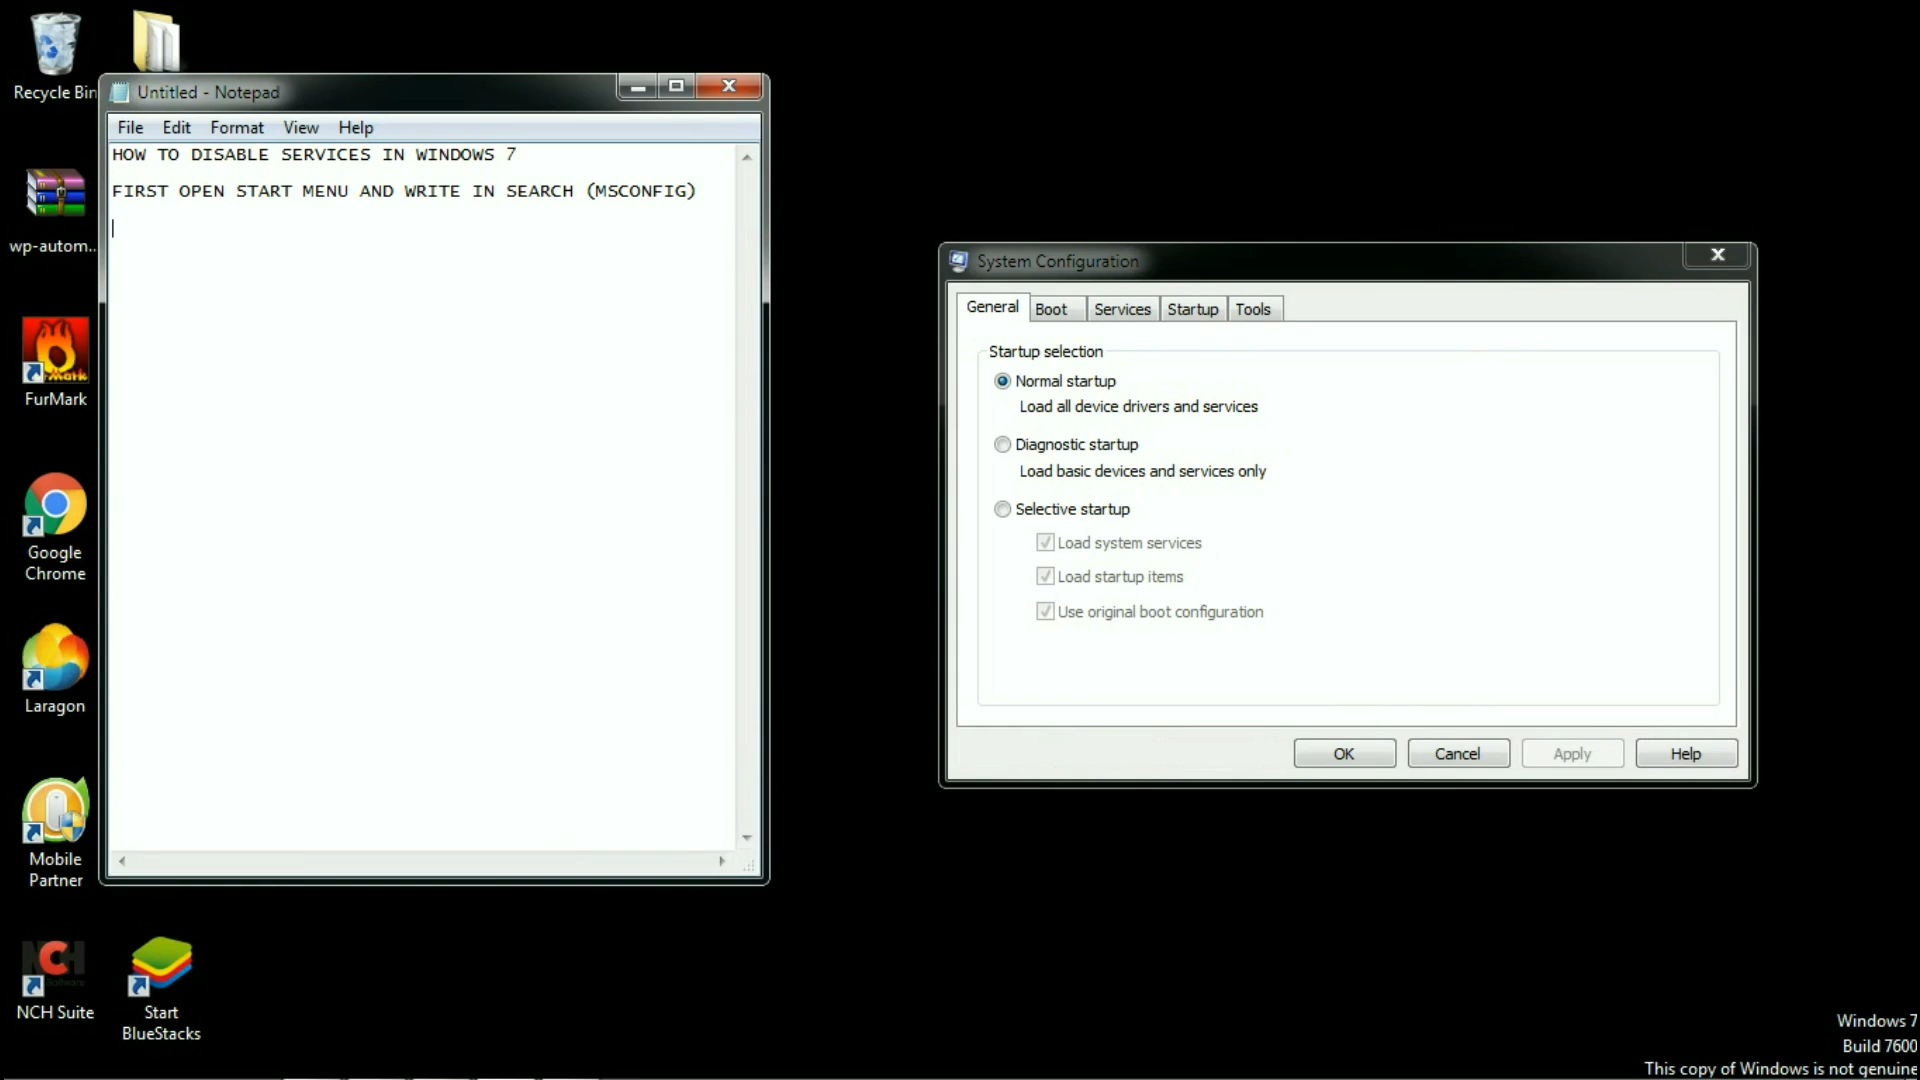 Recycle Bin
wp-autom...
FurMark
Google
Chrome
Laragon
Mobile
Partner
NCH Suite
Start
BlueStacks
Untitled - Notepad
File Edit Format View Help
HOW TO DISABLE SERVICES IN WINDOWS 7
FIRST OPEN START MENU AND WRITE IN SEARCH (MSCONFIG)
System Configuration
General Boot Services Startup Tools
Startup selection
Normal startup
Load all device drivers and services
Diagnostic startup
Load basic devices and services only
Selective startup
Load system services
Load startup items
Use original boot configuration
OK Cancel Apply Help
Windows 7
Build 7600
This copy of Windows is not genuine